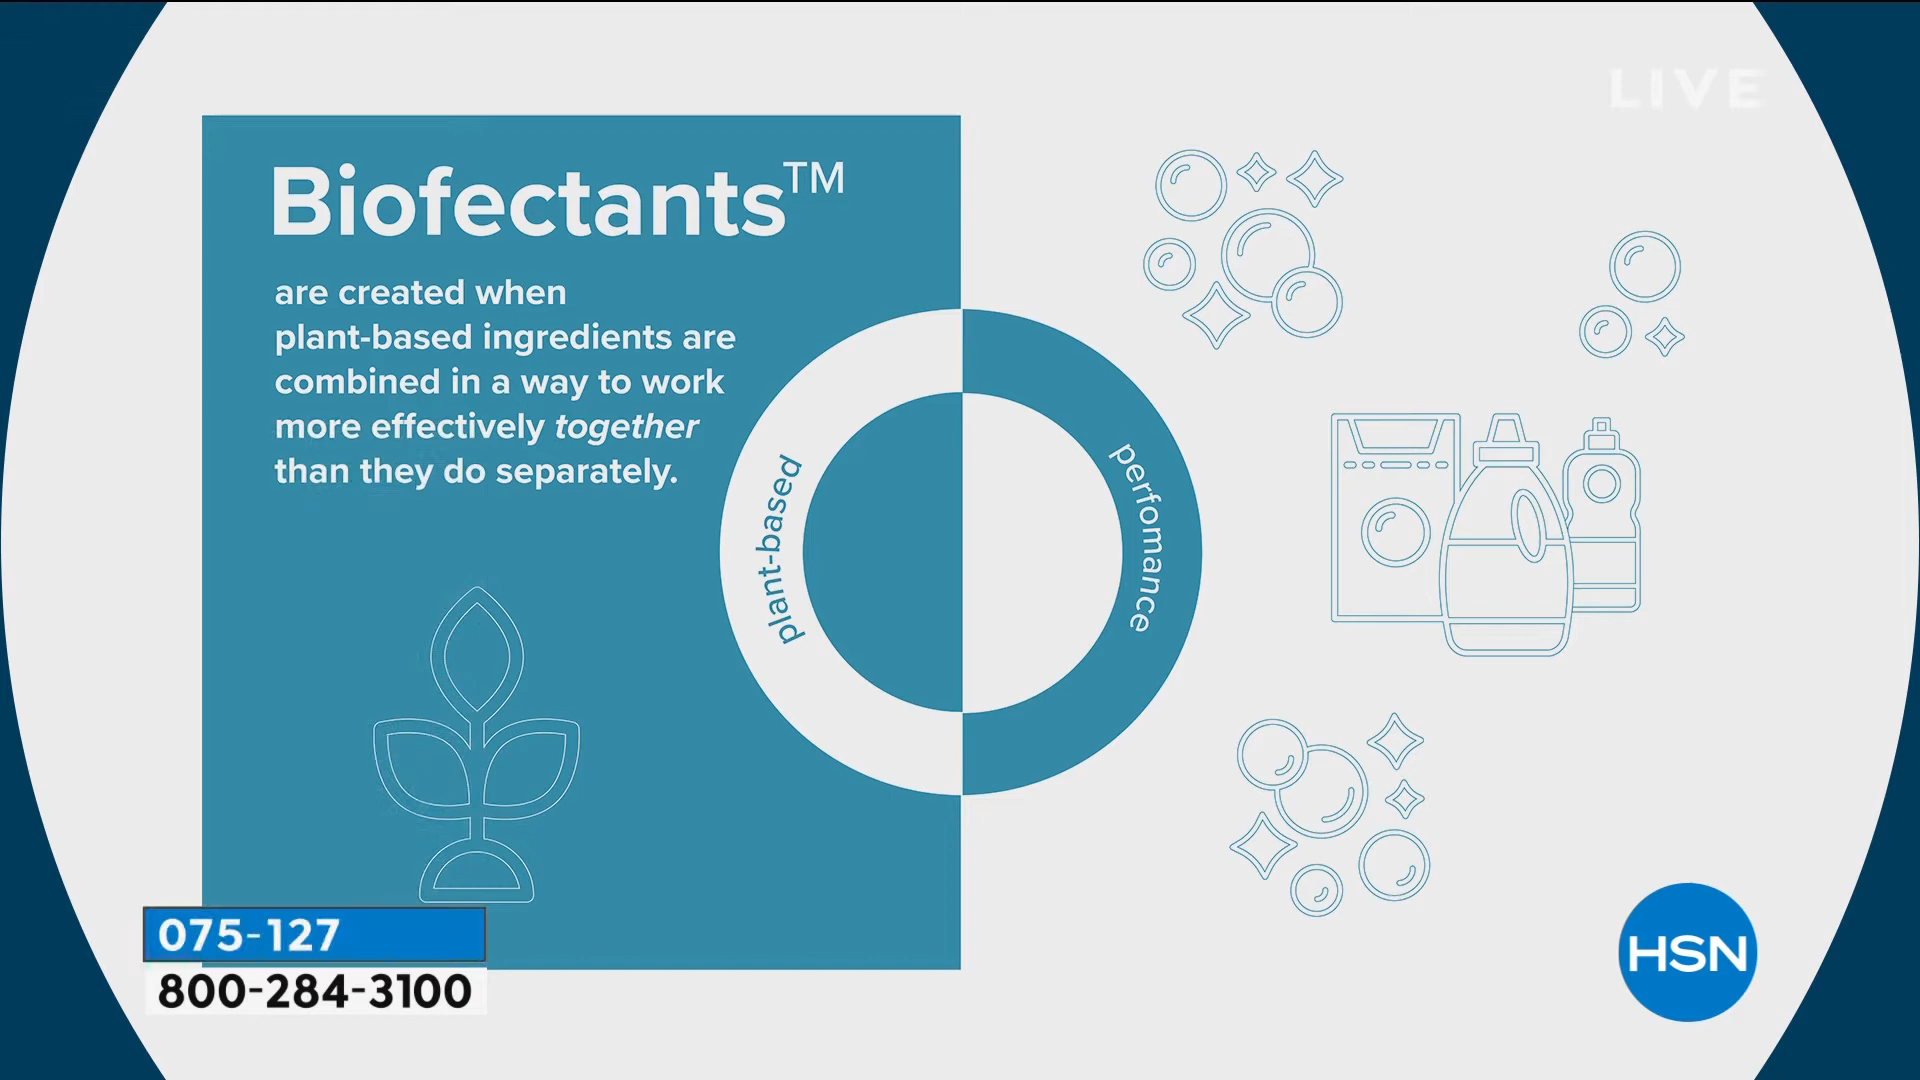 LIVE
Biofectants™
are created when
plant-based ingredients are
combined in a way to work
more effectively together
than they do separately.
plant-based
perfomance
075-127
800-284-3100
HSN